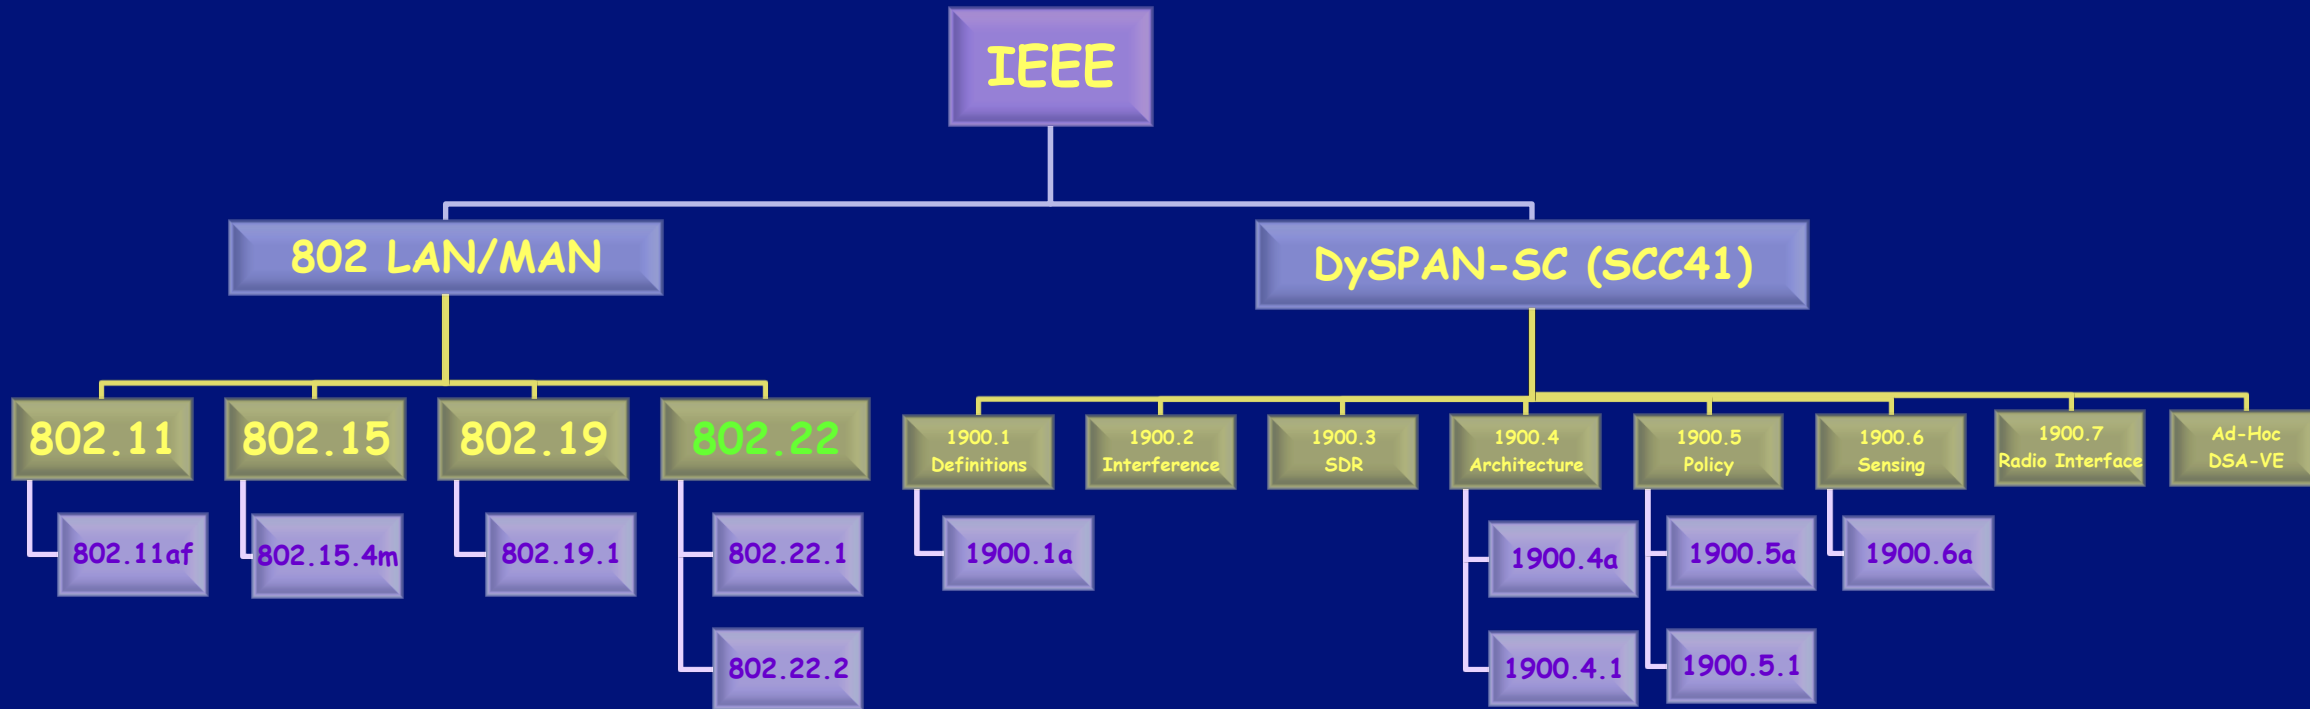 IEEE
802 LAN/MAN
DySPAN-SC (SCC41)
802.11
802.15
802.19
802.22
1900.1
Definitions
1900.2
Interference
1900.3
SDR
1900.4
Architecture
1900.5
Policy
1900.6
Sensing
1900.7
Radio Interface
Ad-Hoc
DSA-VE
802.11af
802.15.4m
802.19.1
802.22.1
1900.1a
1900.4a
1900.5a
1900.6a
802.22.2
1900.4.1
1900.5.1